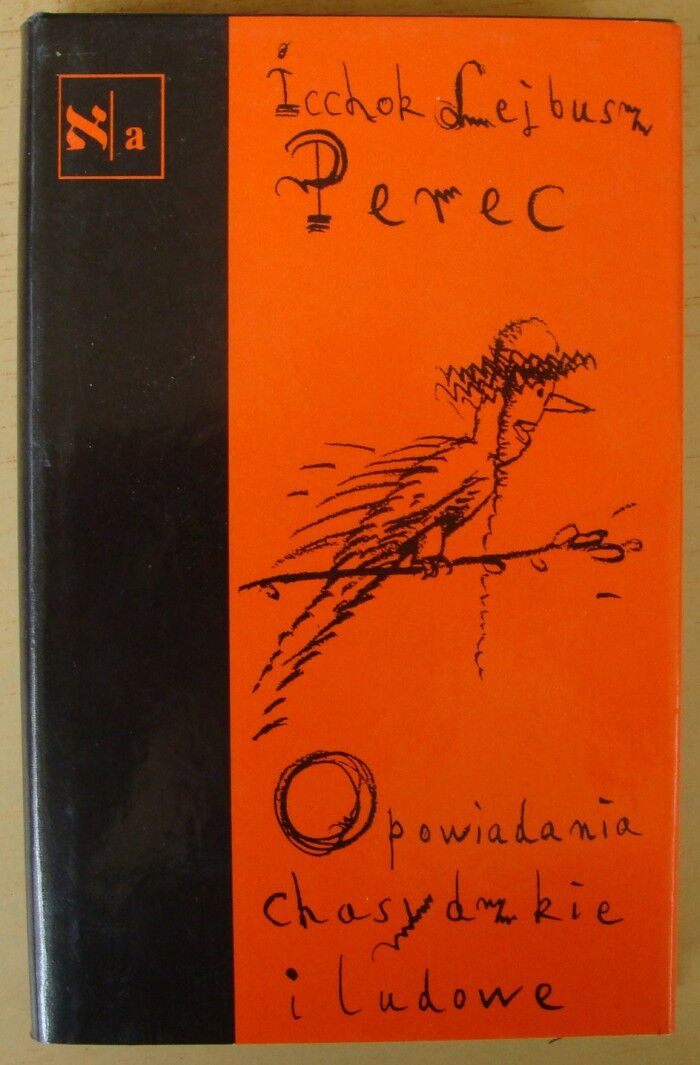 א/a
Icchok Lejbusz
Perec
Opowiadania
chasydzkie
i ludowe